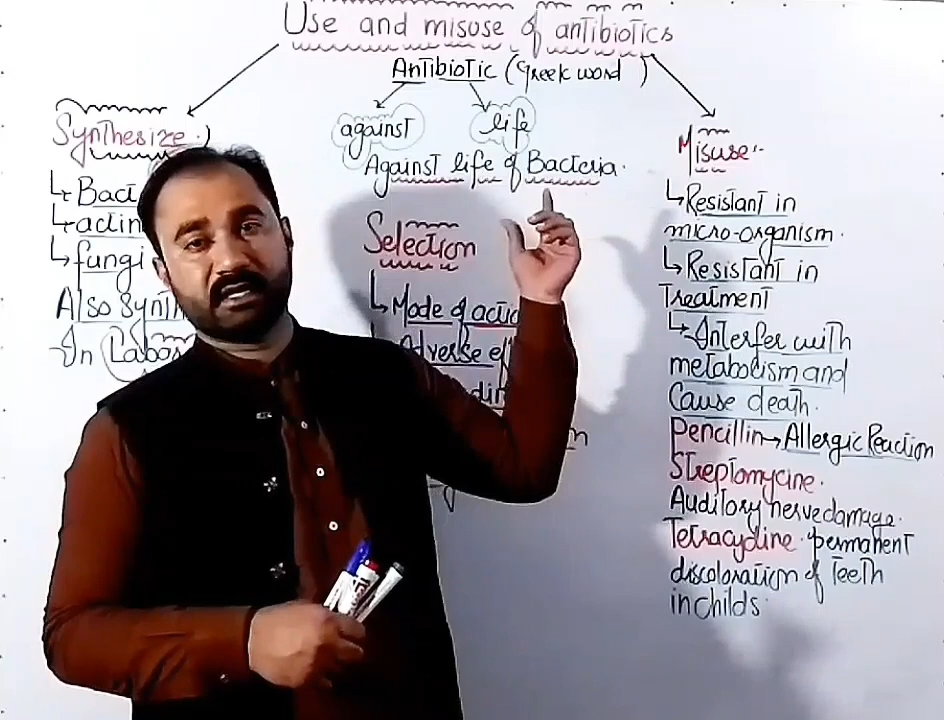 Use and misuse of antibiotics
Antibiotic (Greek word)
against life
Against life of Bacteria.
Synthesize
Bact
actin
fungi
Also Synth
In Labor
Selection
Mode of actio
Adverse ef
Misuse
Resistant in
micro-organism.
Resistant in
Treatment
Interfer with
metabolism and
Cause death.
Pencillin → Allergic Reaction
Streptomycine.
Auditory nerve damage.
Tetracycline. permanent
discoloration of Teeth
in childs.